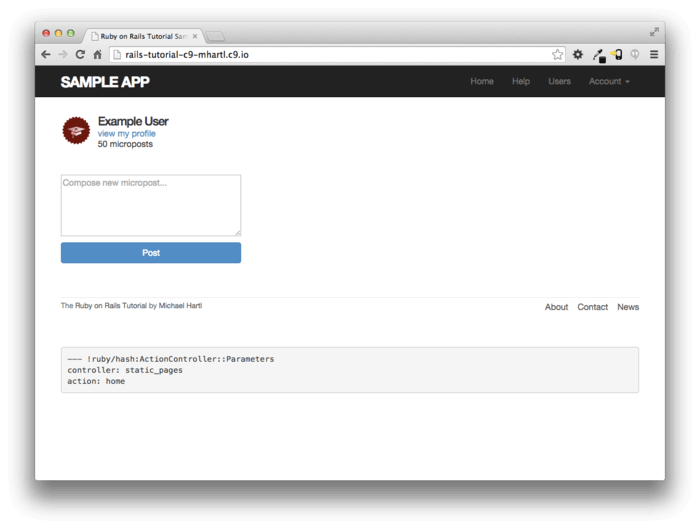 Ruby on Rails Tutorial Sam
rails-tutorial-c9-mhartl.c9.io
SAMPLE APP
Home Help Users Account
Example User
view my profile
50 microposts
Compose new micropost...
Post
The Ruby on Rails Tutorial by Michael Hartl
About Contact News
--- !ruby/hash:ActionController::Parameters
controller: static_pages
action: home